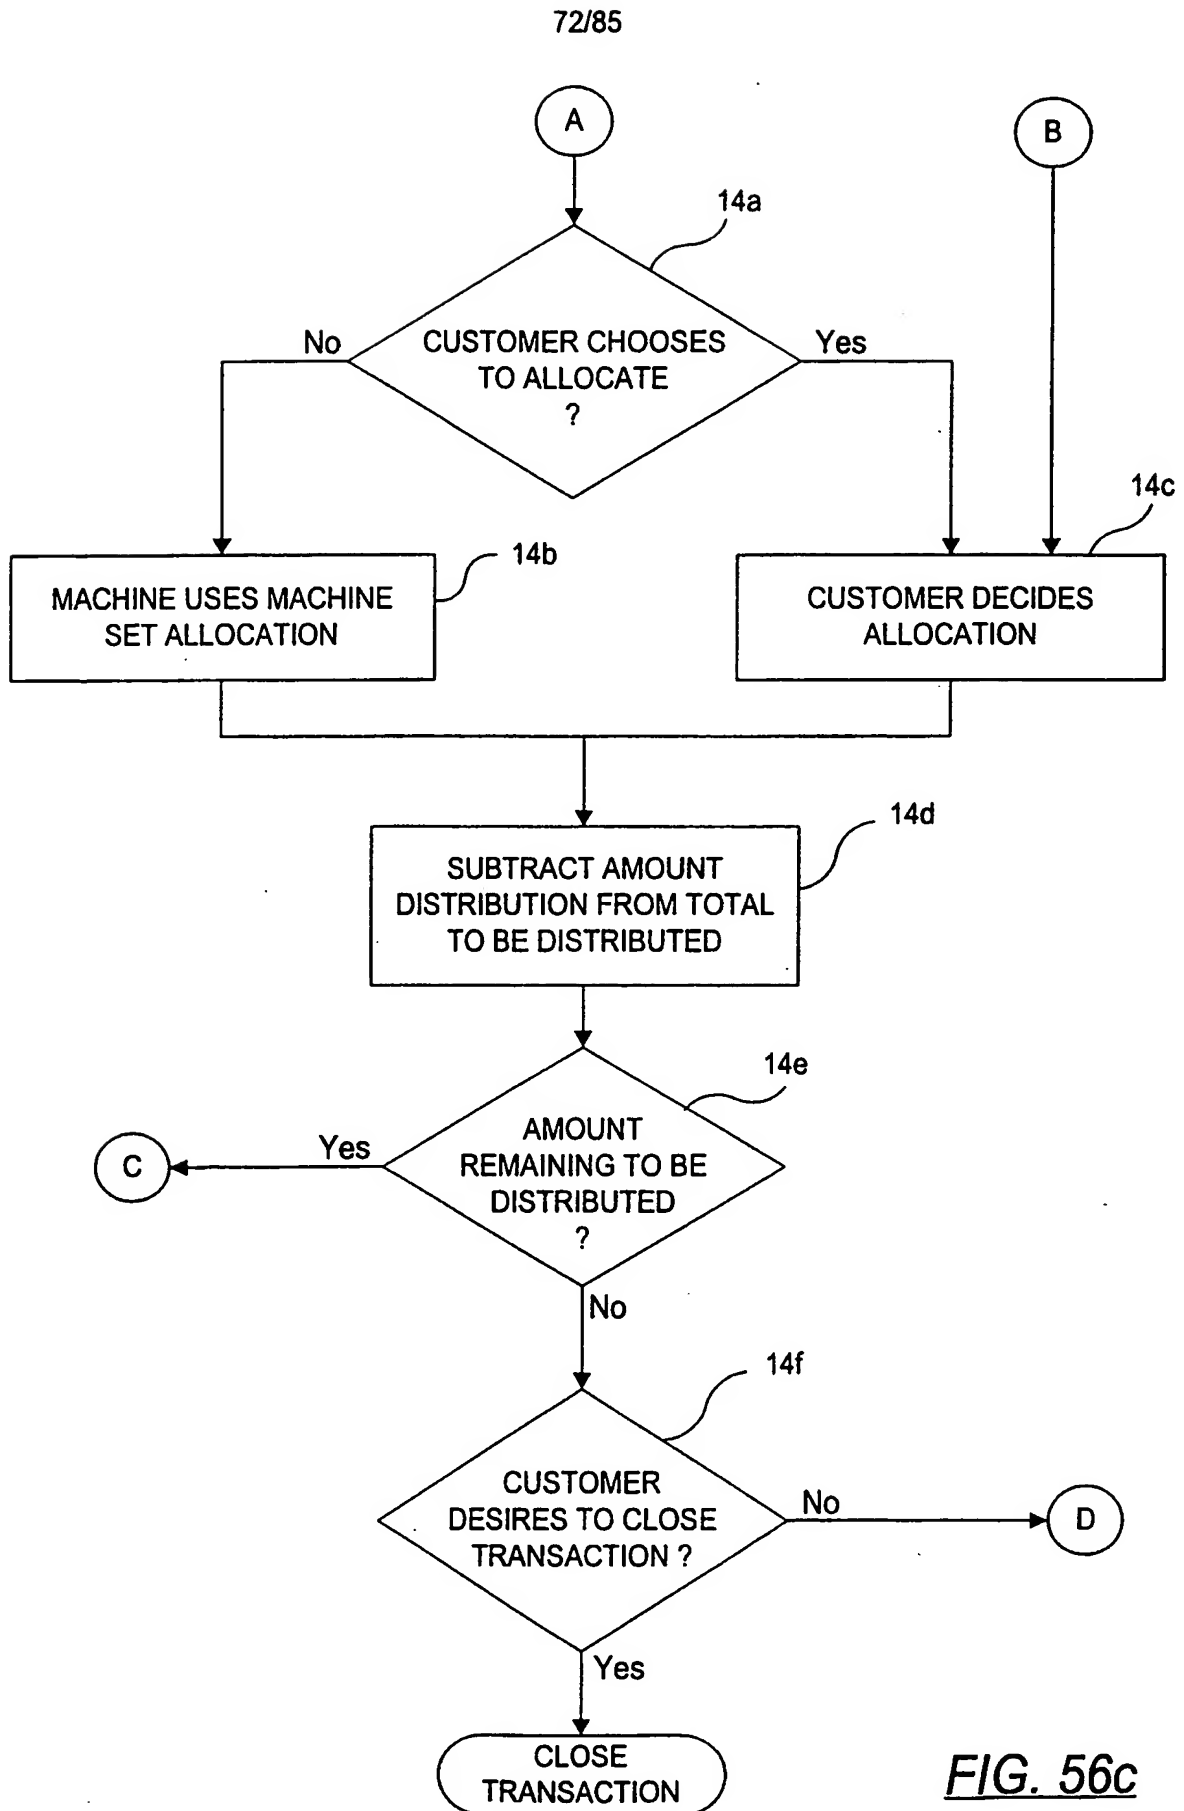 72/85
A
B
14a
No
CUSTOMER CHOOSES
TO ALLOCATE
?
Yes
14c
14b
MACHINE USES MACHINE
SET ALLOCATION
CUSTOMER DECIDES
ALLOCATION
14d
SUBTRACT AMOUNT
DISTRIBUTION FROM TOTAL
TO BE DISTRIBUTED
14e
C
Yes
AMOUNT
REMAINING TO BE
DISTRIBUTED
?
No
14f
CUSTOMER
DESIRES TO CLOSE
TRANSACTION ?
No
D
Yes
CLOSE
TRANSACTION
FIG. 56c